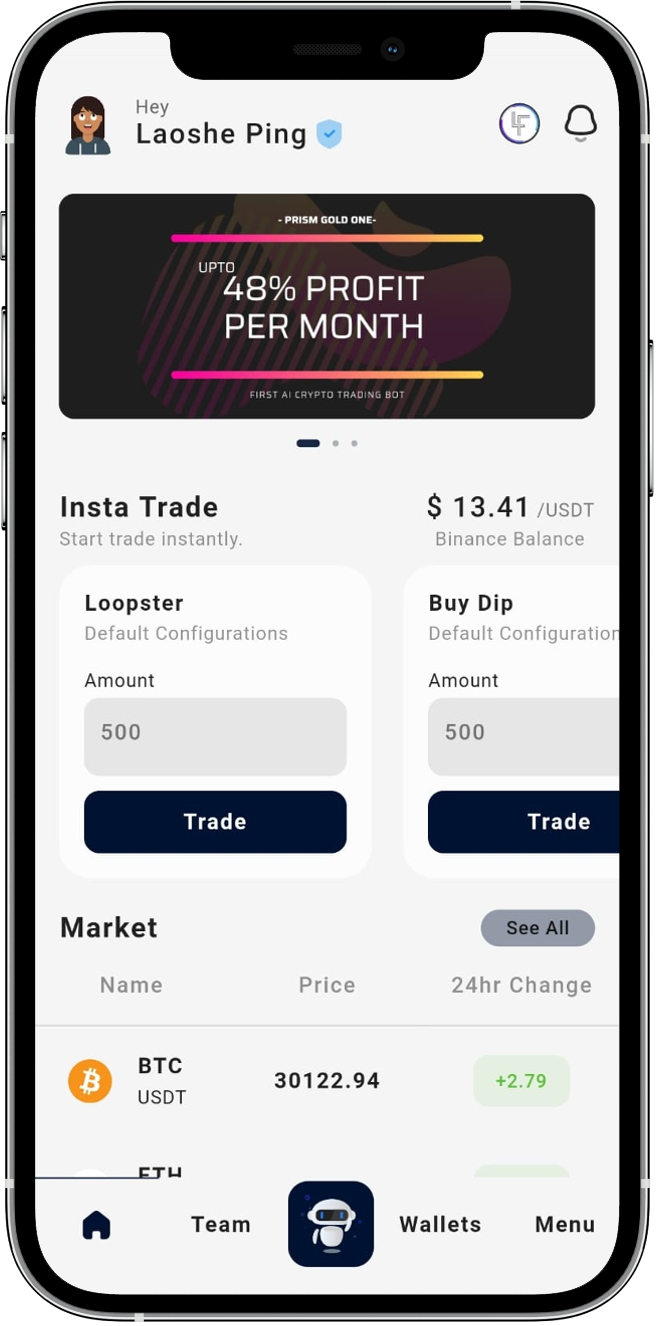 Hey
Laoshe Ping
- PRISM GOLD ONE-
UPTO
48% PROFIT
PER MONTH
FIRST AI CRYPTO TRADING BOT
Insta Trade
$ 13.41 /USDT
Start trade instantly.
Binance Balance
Loopster
Buy Dip
Default Configurations
Default Configuration
Amount
Amount
500
500
Trade
Trade
Market
See All
Name Price 24hr Change
BTC
USDT
30122.94
+2.79
ETH
Team
Wallets
Menu